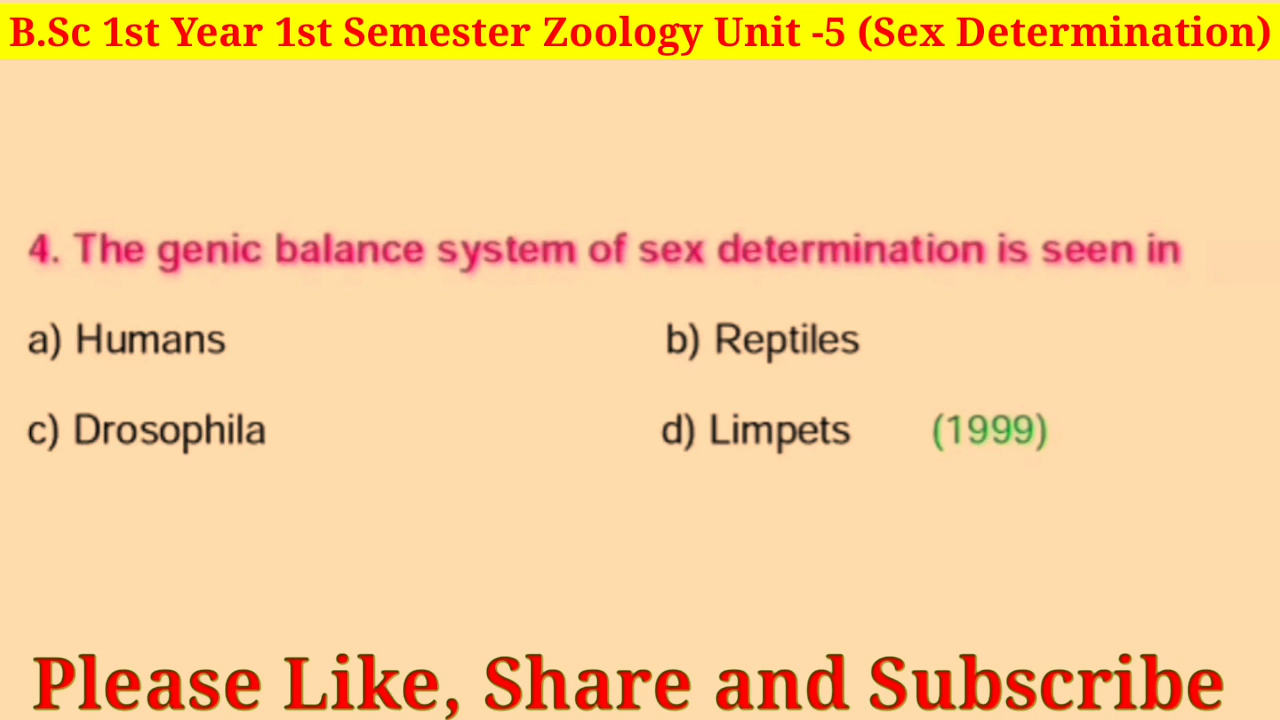 B.Sc 1st Year 1st Semester Zoology Unit -5 (Sex Determination)
4. The genic balance system of sex determination is seen in
a) Humans b) Reptiles
c) Drosophila d) Limpets (1999)
Please Like, Share and Subscribe